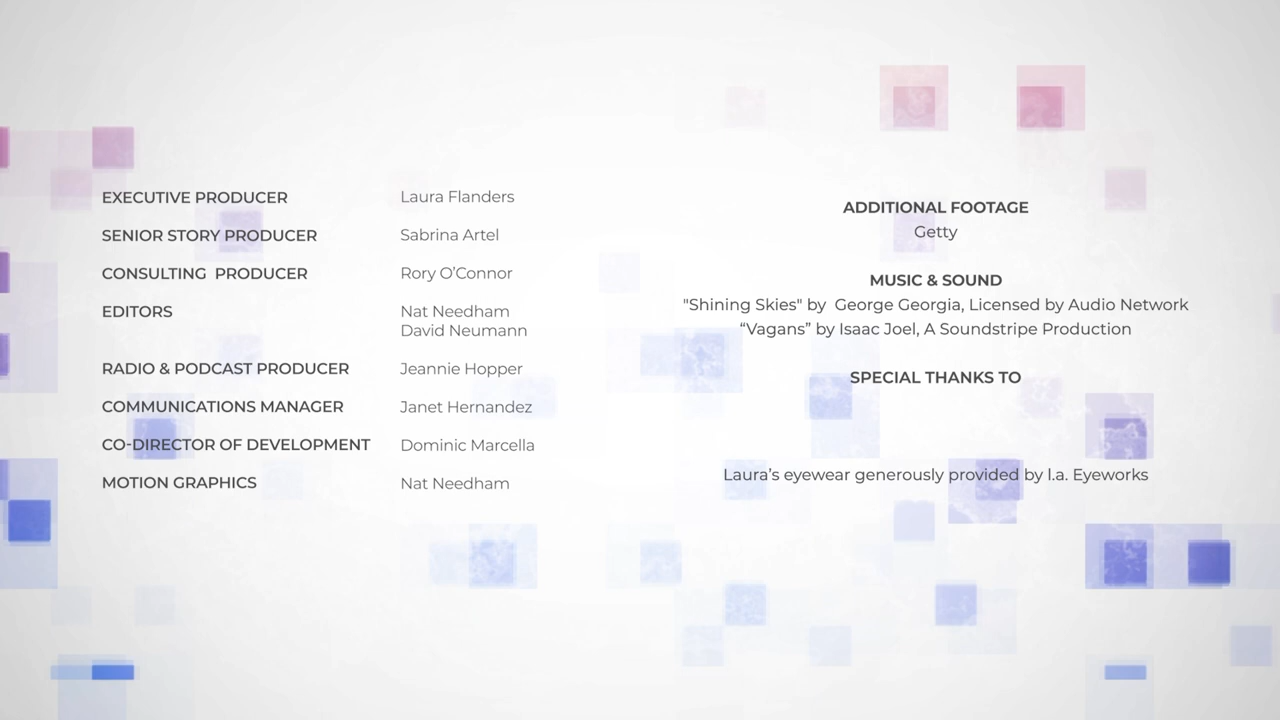 EXECUTIVE PRODUCER Laura Flanders
SENIOR STORY PRODUCER Sabrina Artel
CONSULTING  PRODUCER Rory O’Connor
EDITORS Nat Needham
David Neumann
RADIO & PODCAST PRODUCER Jeannie Hopper
COMMUNICATIONS MANAGER Janet Hernandez
CO-DIRECTOR OF DEVELOPMENT Dominic Marcella
MOTION GRAPHICS Nat Needham
ADDITIONAL FOOTAGE
Getty
MUSIC & SOUND
"Shining Skies" by  George Georgia, Licensed by Audio Network
“Vagans” by Isaac Joel, A Soundstripe Production
SPECIAL THANKS TO
Laura’s eyewear generously provided by l.a. Eyeworks